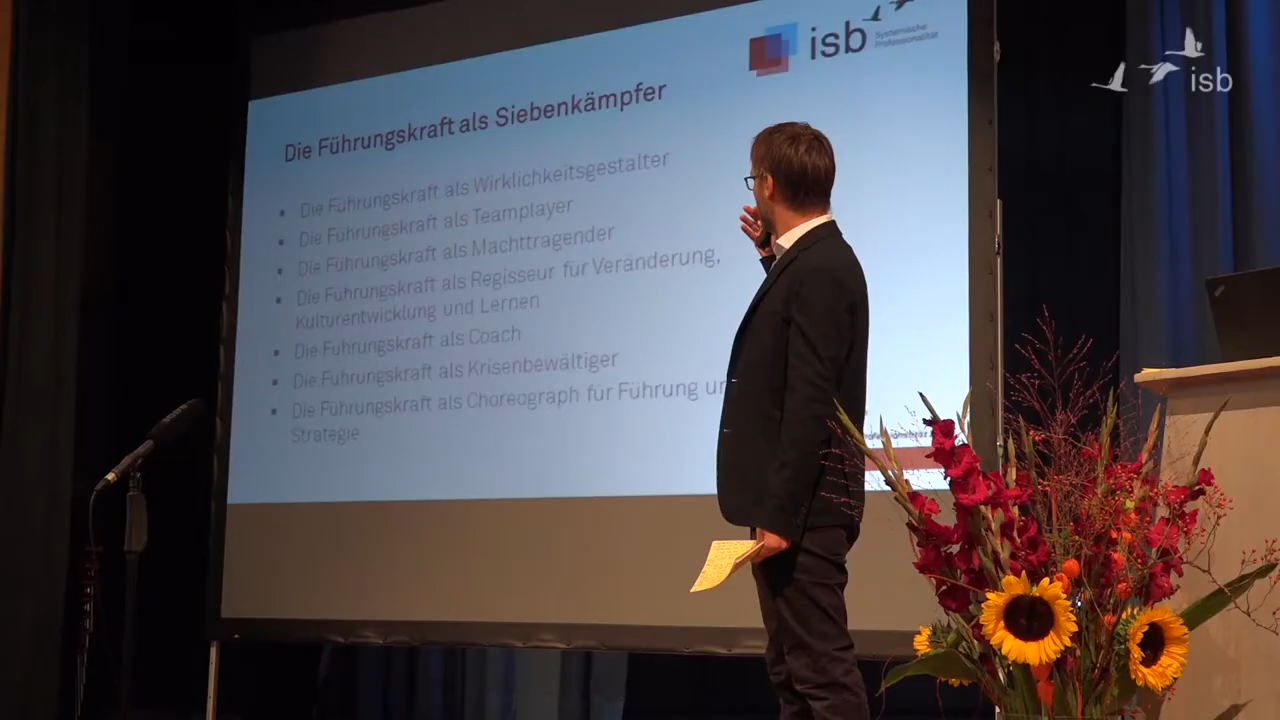 isb
Systemische
Professionalität
isb
Die Führungskraft als Siebenkämpfer
▪ Die Führungskraft als Wirklichkeitsgestalter
▪ Die Führungskraft als Teamplayer
▪ Die Führungskraft als Machttragender
▪ Die Führungskraft als Regisseur für Veränderung,
Kulturentwicklung und Lernen
▪ Die Führungskraft als Coach
▪ Die Führungskraft als Krisenbewältiger
▪ Die Führungskraft als Choreograph für Führung
Strategie